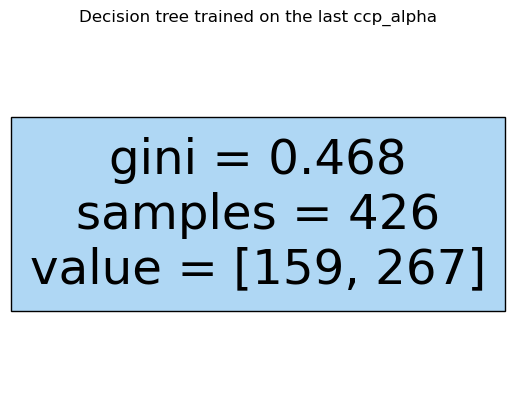 Decision tree trained on the last ccp_alpha
gini = 0.468
samples = 426
value = [159, 267]